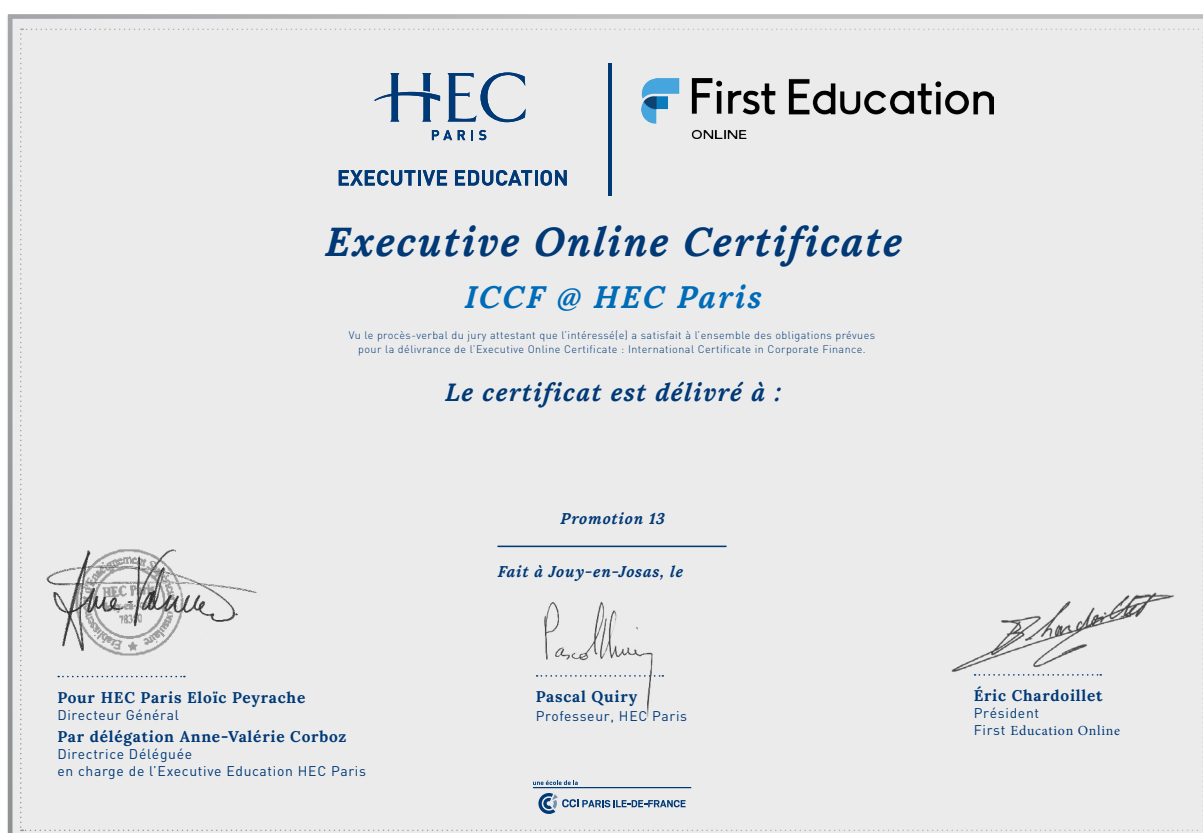 HEC
PARIS
EXECUTIVE EDUCATION
First Education
ONLINE
Executive Online Certificate
ICCF @ HEC Paris
Vu le procès-verbal du jury attestant que l'intéressé(e) a satisfait à l'ensemble des obligations prévues
pour la délivrance de l'Executive Online Certificate : International Certificate in Corporate Finance.
Le certificat est délivré à :
Promotion 13
Fait à Jouy-en-Josas, le
HEC Paris
78350
Pour HEC Paris Eloïc Peyrache
Directeur Général
Par délégation Anne-Valérie Corboz
Directrice Déléguée
en charge de l'Executive Education HEC Paris
Pascal Quiry
Professeur, HEC Paris
Éric Chardoillet
Président
First Education Online
une école de la
CCI PARIS ILE-DE-FRANCE